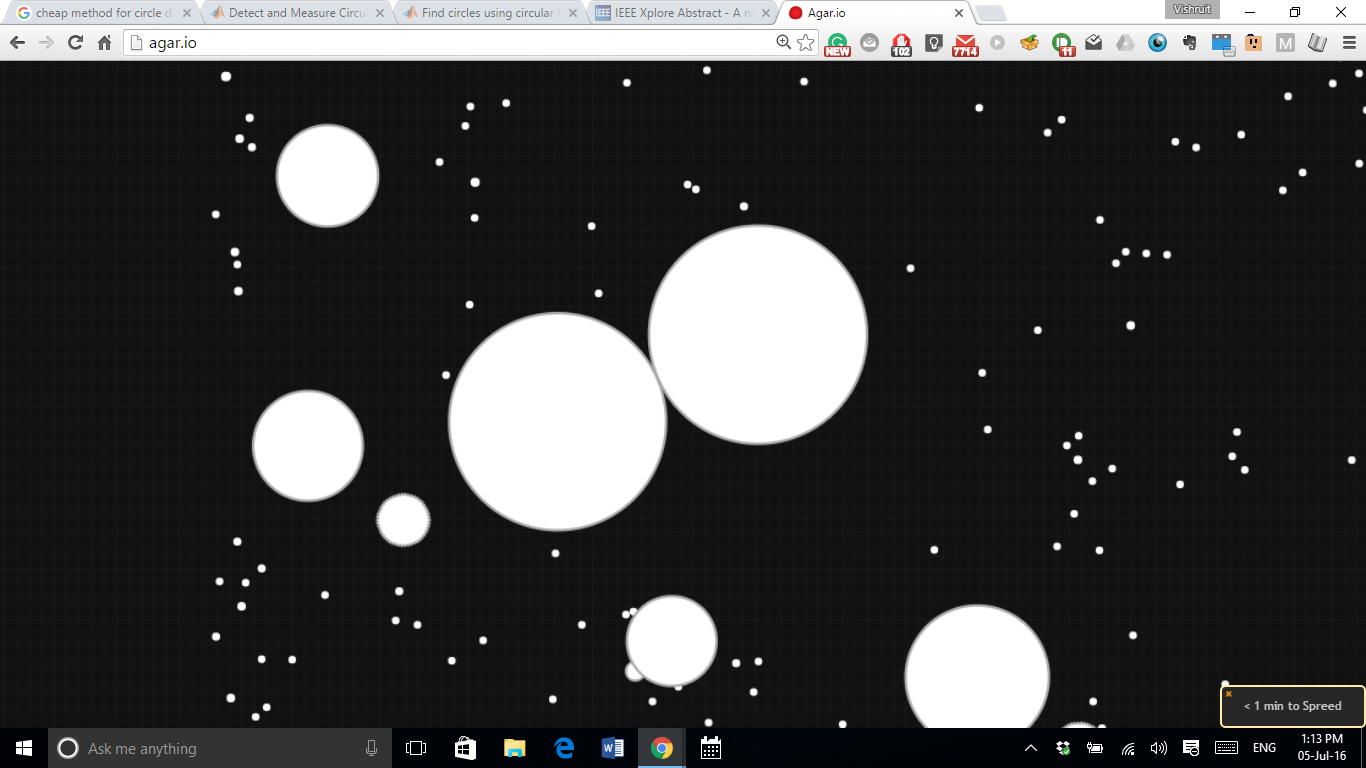 cheap method for circle d
Detect and Measure Circu
Find circles using circular
IEEE Xplore Abstract - A n
Agar.io
Vishruit
agar.io
NEW
102
7714
11
M
< 1 min to Spreed
Ask me anything
ENG
1:13 PM
05-Jul-16